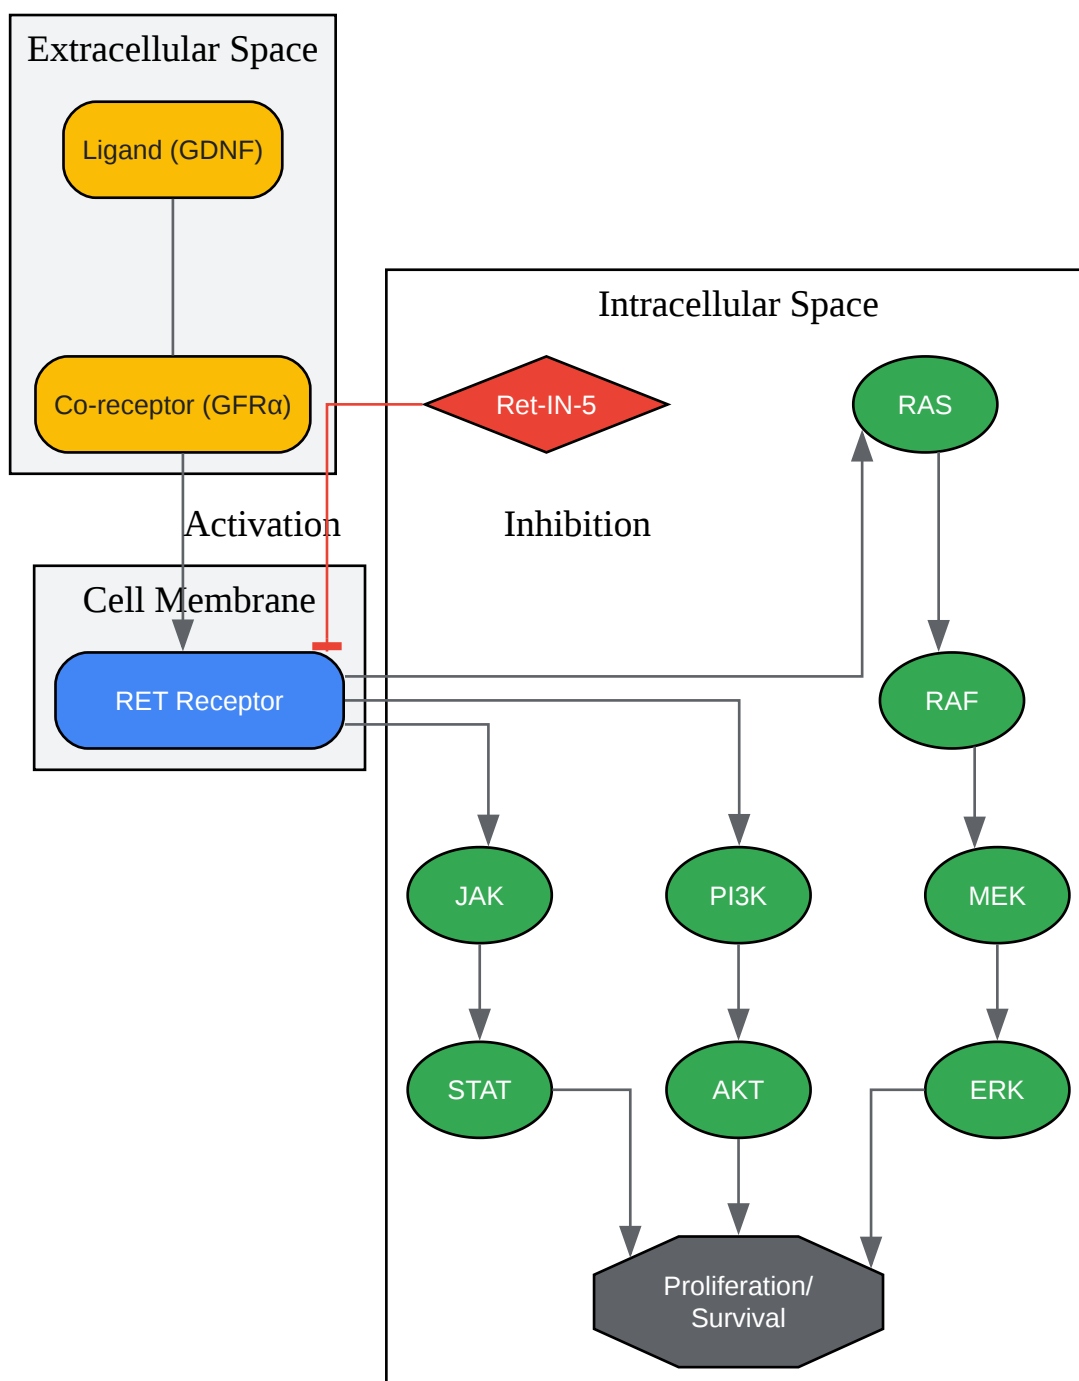 Extracellular Space
Ligand (GDNF)
Co-receptor (GFRα)
Activation
Cell Membrane
RET Receptor
Intracellular Space
Ret-IN-5
RAS
Inhibition
RAF
JAK
PI3K
MEK
STAT
AKT
ERK
Proliferation/
Survival